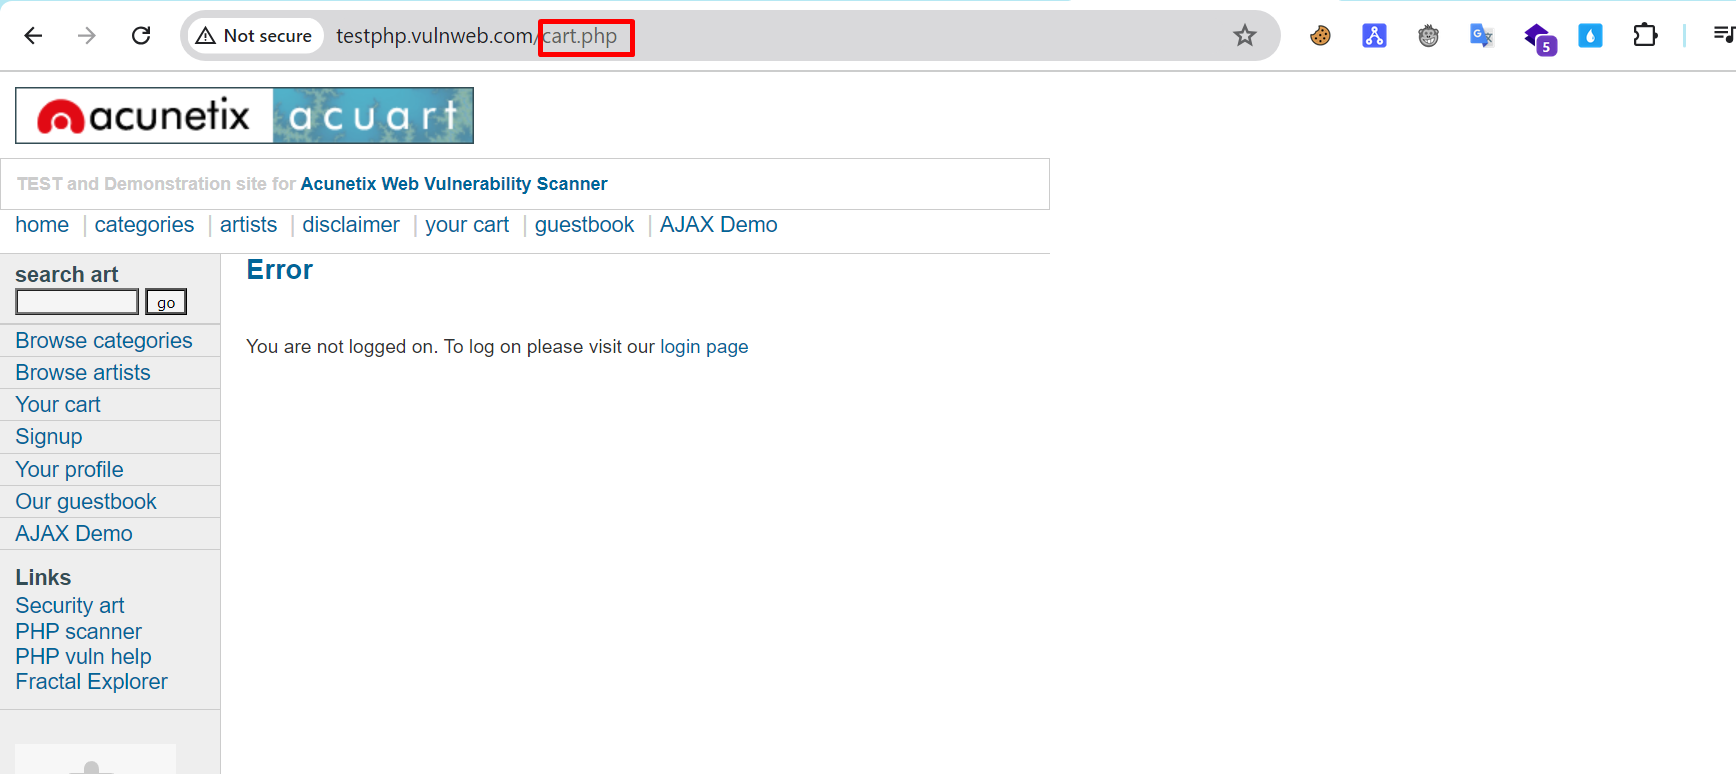 Not secure testphp.vulnweb.com/cart.php
5
acunetix acuart
TEST and Demonstration site for Acunetix Web Vulnerability Scanner
home categories artists disclaimer your cart guestbook AJAX Demo
search art
go
Browse categories
Browse artists
Your cart
Signup
Your profile
Our guestbook
AJAX Demo
Links
Security art
PHP scanner
PHP vuln help
Fractal Explorer
Error
You are not logged on. To log on please visit our login page